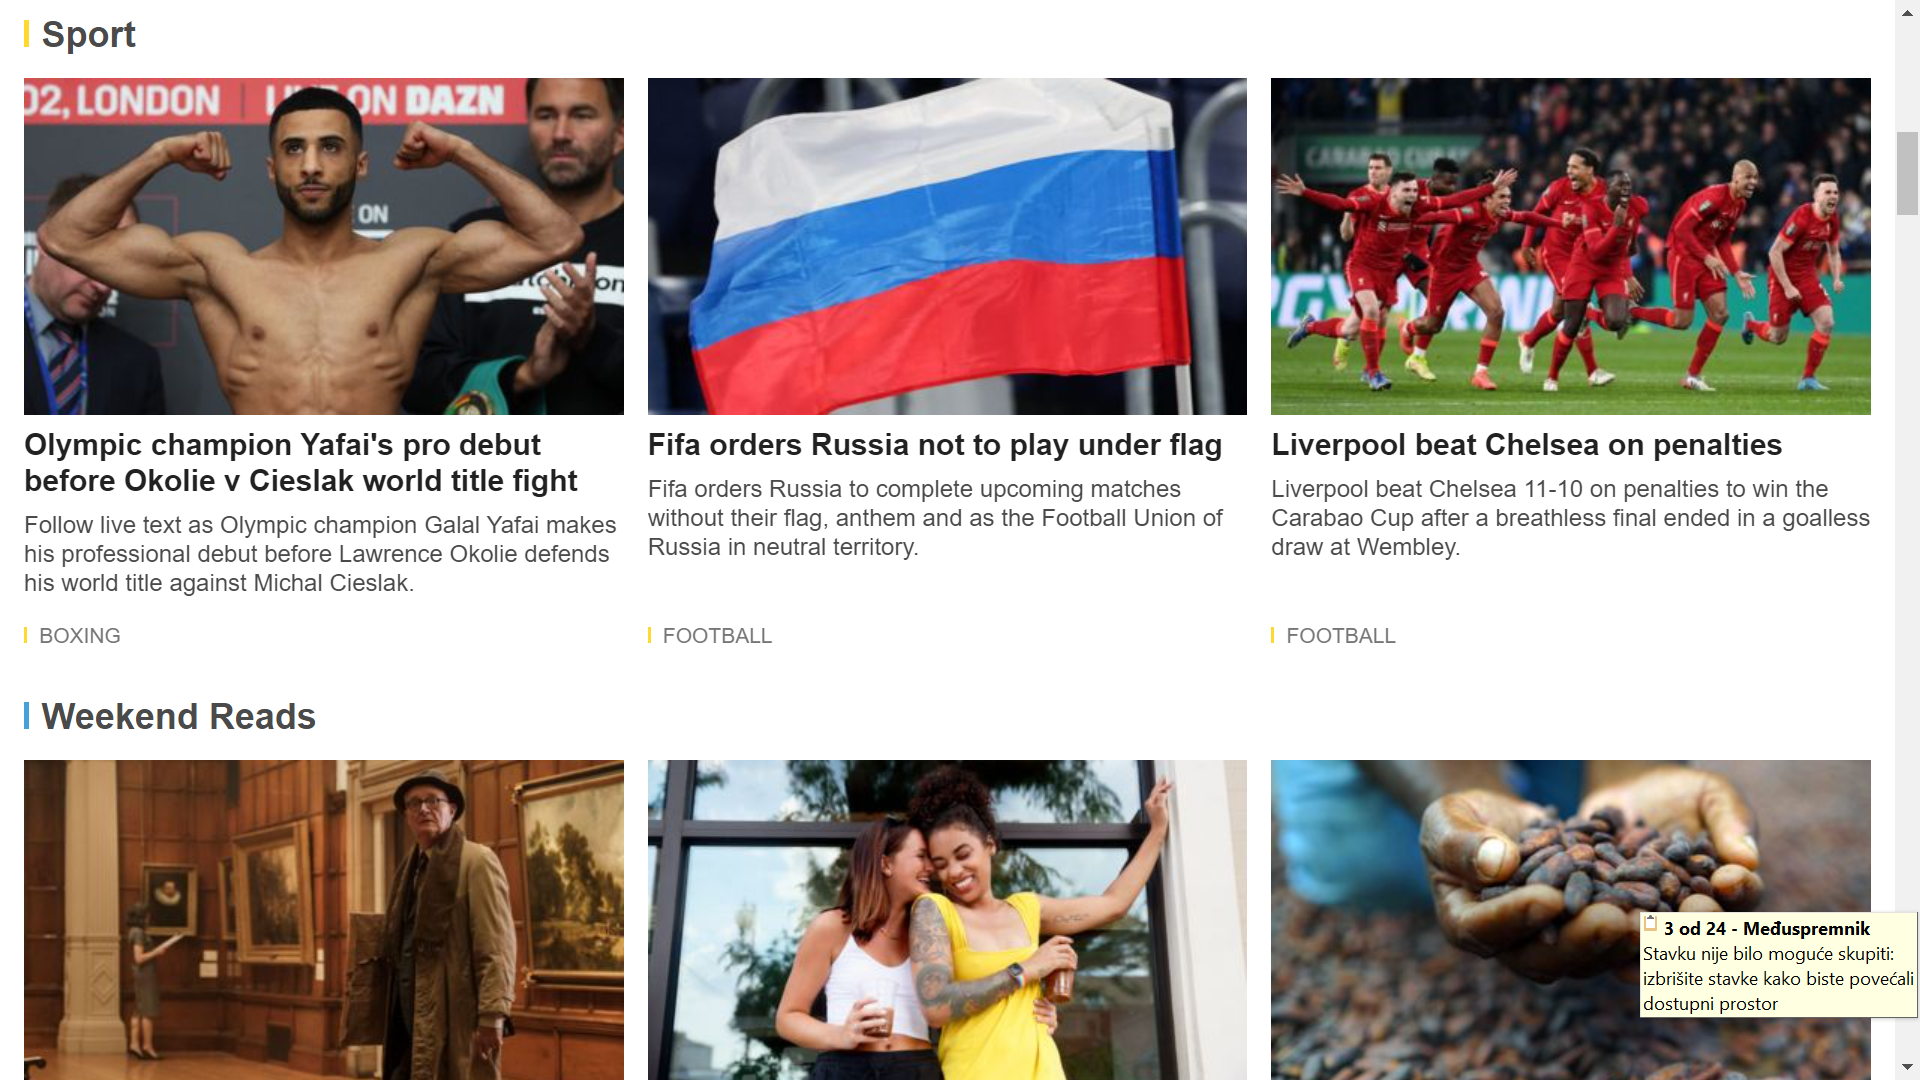 Sport
O2, LONDON
ON DAZN
ON
CARABAO CUP
Olympic champion Yafai's pro debut
before Okolie v Cieslak world title fight
Follow live text as Olympic champion Galal Yafai makes
his professional debut before Lawrence Okolie defends
his world title against Michal Cieslak.
BOXING
Fifa orders Russia not to play under flag
Fifa orders Russia to complete upcoming matches
without their flag, anthem and as the Football Union of
Russia in neutral territory.
FOOTBALL
Liverpool beat Chelsea on penalties
Liverpool beat Chelsea 11-10 on penalties to win the
Carabao Cup after a breathless final ended in a goalless
draw at Wembley.
FOOTBALL
Weekend Reads
3 od 24 - Međuspremnik
Stavku nije bilo moguće skupiti:
izbrišite stavke kako biste povećali
dostupni prostor